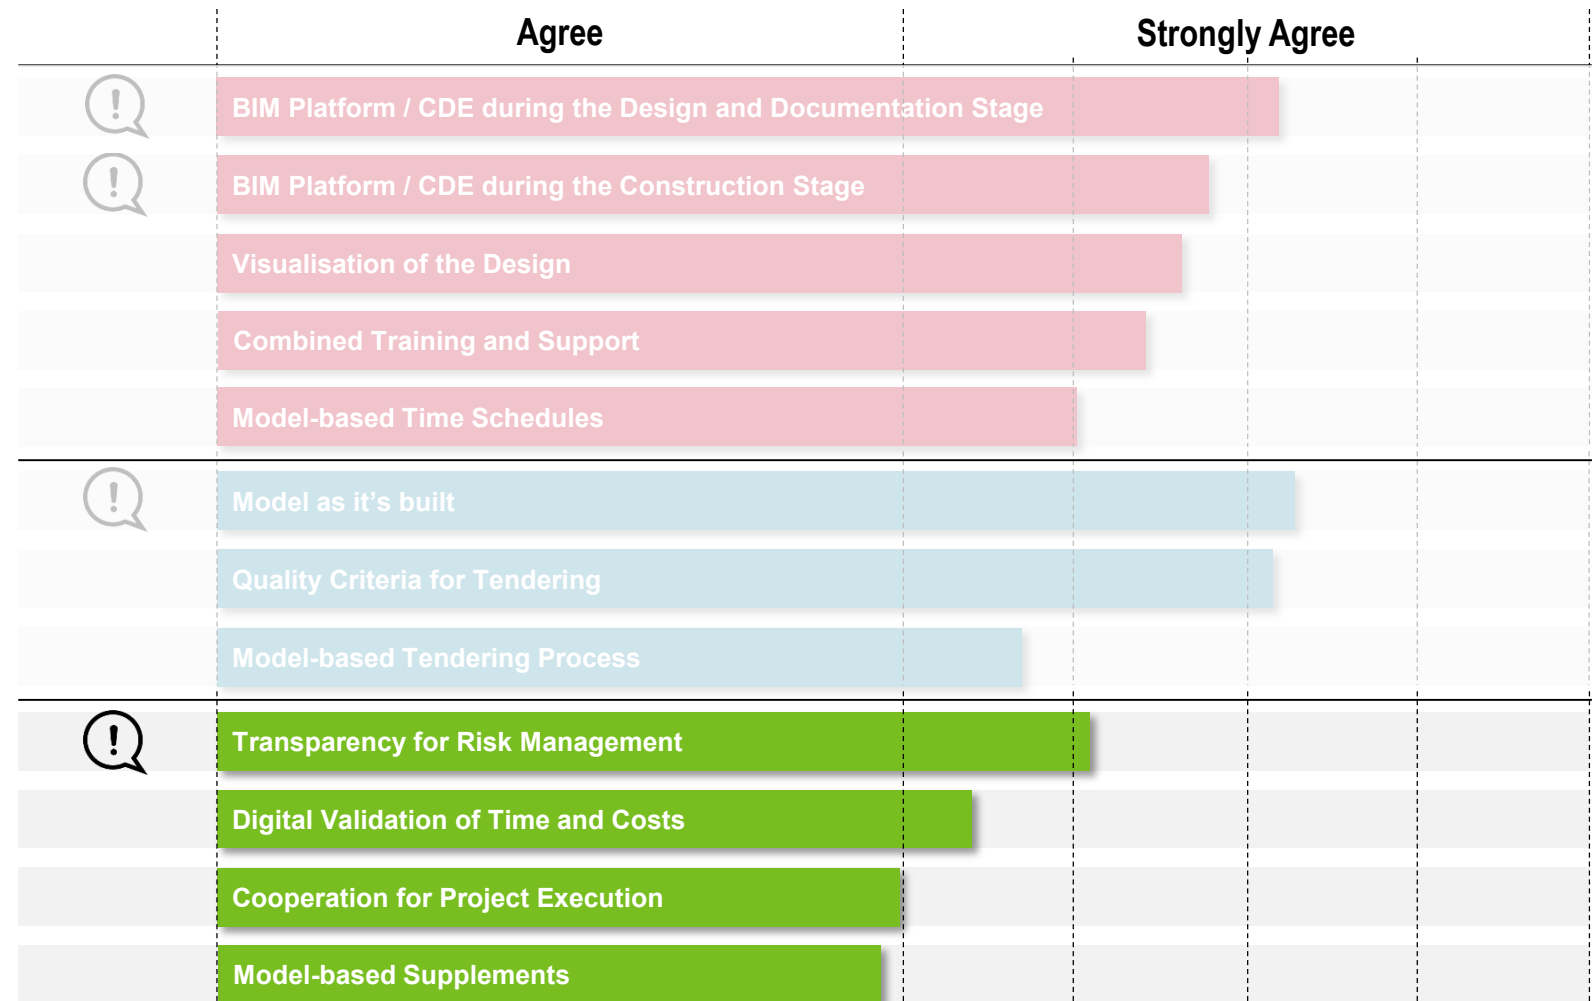 Agree
Strongly Agree
! BIM Platform / CDE during the Design and Documentation Stage
! BIM Platform / CDE during the Construction Stage
Visualisation of the Design
Combined Training and Support
Model-based Time Schedules
! Model as it’s built
Quality Criteria for Tendering
Model-based Tendering Process
! Transparency for Risk Management
Digital Validation of Time and Costs
Cooperation for Project Execution
Model-based Supplements